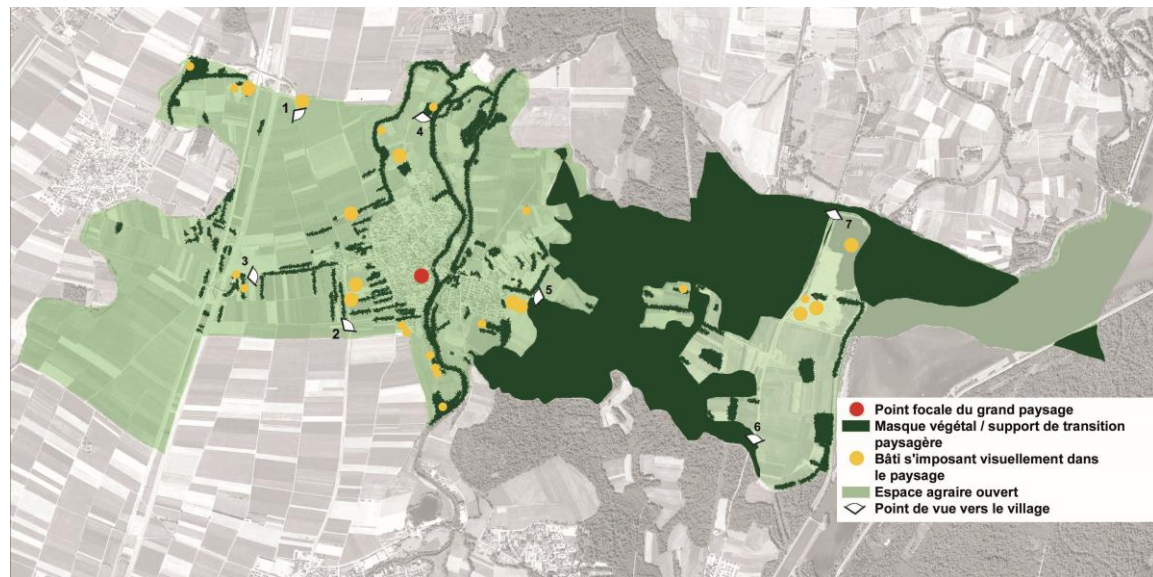 1
4
7
3
5
2
6
Point focale du grand paysage
Masque végétal / support de transition
paysagère
Bâti s'imposant visuellement dans
le paysage
Espace agraire ouvert
Point de vue vers le village